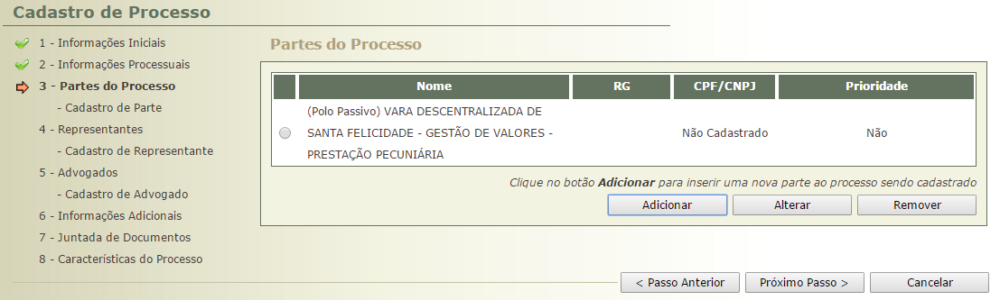 Cadastro de Processo
1 - Informações Iniciais
2 - Informações Processuais
3 - Partes do Processo
- Cadastro de Parte
4 - Representantes
- Cadastro de Representante
5 - Advogados
- Cadastro de Advogado
6 - Informações Adicionais
7 - Juntada de Documentos
8 - Características do Processo
Partes do Processo
Nome RG CPF/CNPJ Prioridade
(Polo Passivo) VARA DESCENTRALIZADA DE
SANTA FELICIDADE - GESTÃO DE VALORES - Não Cadastrado Não
PRESTAÇÃO PECUNIÁRIA
Clique no botão Adicionar para inserir uma nova parte ao processo sendo cadastrado
Adicionar Alterar Remover
< Passo Anterior Próximo Passo > Cancelar